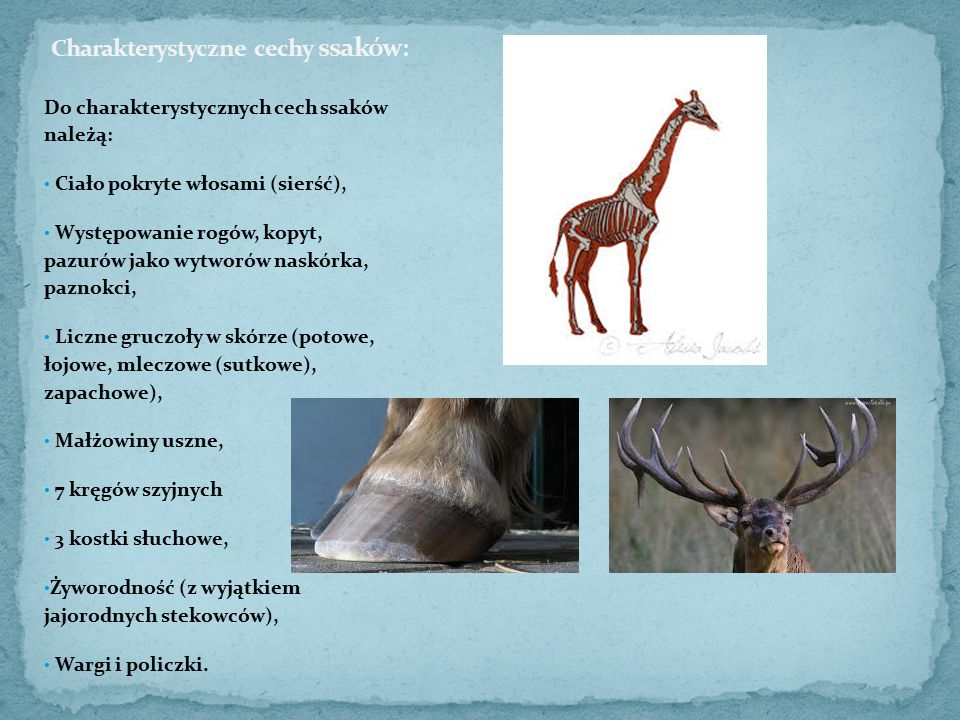 Charakterystyczne cechy ssaków:
Do charakterystycznych cech ssaków
należą:
• Ciało pokryte włosami (sierść),
• Występowanie rogów, kopyt,
pazurów jako wytworów naskórka,
paznokci,
• Liczne gruczoły w skórze (potowe,
łojowe, mleczowe (sutkowe),
zapachowe),
• Małżowiny uszne,
• 7 kręgów szyjnych
• 3 kostki słuchowe,
•Żyworodność (z wyjątkiem
jajorodnych stekowców),
• Wargi i policzki.
© Alicia Jacobs